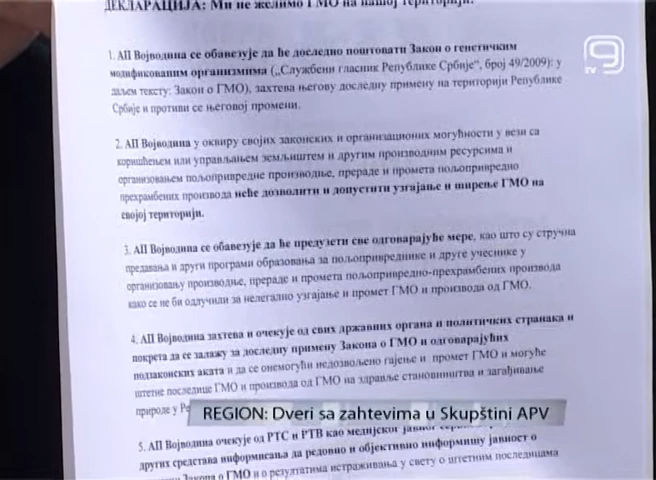 ДЕКЛАРАЦИЈА: Ми не желимо ГМО на нашој територији!
1. АП Војводина се обавезује да ће доследно поштовати Закон о генетичким
модификованим организмима („Службени гласник Републике Србије“, број 49/2009): у
даљем тексту: Закон о ГМО), захтева његову доследну примену на територији Републике
Србије и противи се његовој промени.
2. АП Војводина у оквиру својих законских и организационих могућности у вези са
коришћењем или управљањем земљиштем и другим производним ресурсима и
организовањем пољопривредне производње, прераде и промета пољопривредно
прехрамбених производа неће дозволити и допустити узгајање и ширење ГМО на
својој територији.
3. АП Војводина се обавезује да ће предузети све одговарајуће мере, као што су стручна
предавања и други програми образовања за пољопривреднике и друге учеснике у
организовању производње, прераде и промета пољопривредно-прехрамбених производа
како се не би одлучили за нелегално узгајање и промет ГМО и производа од ГМО.
4. АП Војводина захтева и очекује од свих државних органа и политичких странака и
покрета да се залажу за доследну примену Закона о ГМО и одговарајућих
подзаконских аката и да се онемогући недозвољено гајење и промет ГМО и могуће
штетне последице ГМО и производа од ГМО на здравље становништва и загађивање
природе у Ре
5. АП Војводина очекује од РТС и РТВ као медијског јавног
других средстава информисања да редовно и објективно информишу јавност о
Закона о ГМО и о резултатима истраживања у свету о штетним последицама
TV 9
REGION: Dveri sa zahtevima u Skupštini APV